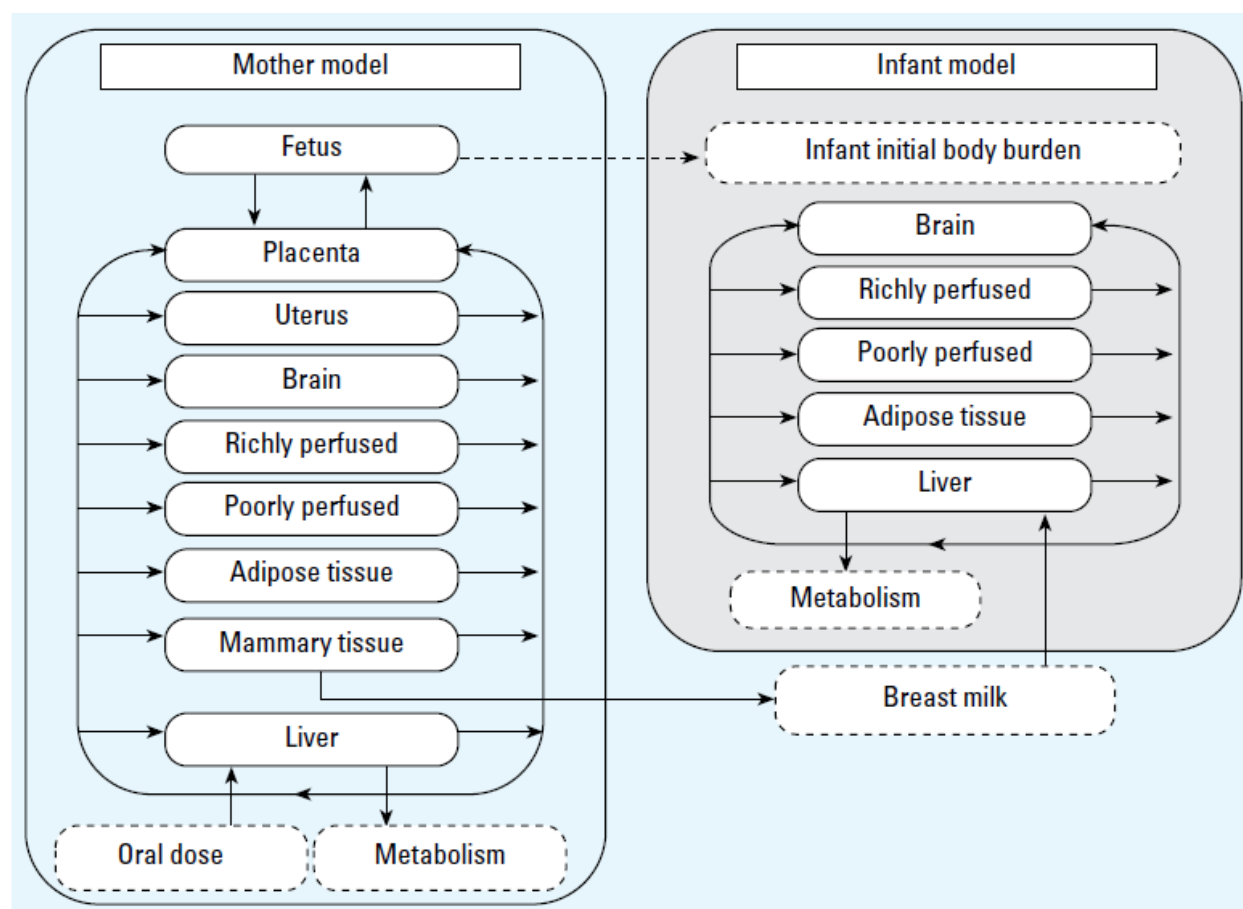 Mother model
Fetus
Placenta
Uterus
Brain
Richly perfused
Poorly perfused
Adipose tissue
Mammary tissue
Liver
Oral dose
Metabolism
Infant model
Infant initial body burden
Brain
Richly perfused
Poorly perfused
Adipose tissue
Liver
Metabolism
Breast milk